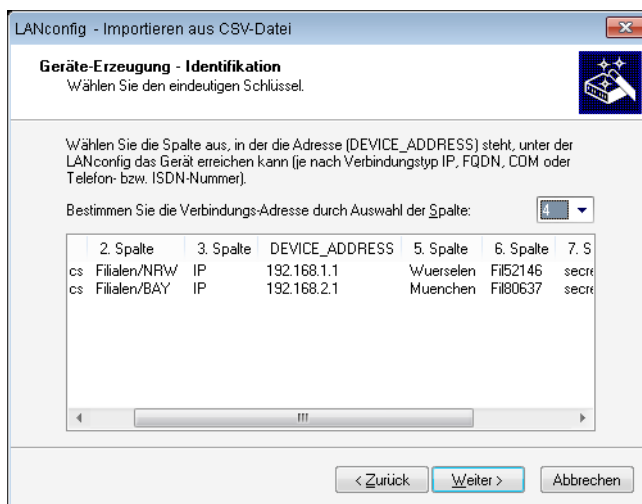 LANconfig - Importieren aus CSV-Datei
Geräte-Erzeugung - Identifikation
Wählen Sie den eindeutigen Schlüssel.
Wählen Sie die Spalte aus, in der die Adresse (DEVICE_ADDRESS) steht, unter der
LANconfig das Gerät erreichen kann (je nach Verbindungstyp IP, FQDN, COM oder
Telefon- bzw. ISDN-Nummer).
Bestimmen Sie die Verbindungs-Adresse durch Auswahl der Spalte: 4
2. Spalte 3. Spalte DEVICE_ADDRESS 5. Spalte 6. Spalte 7. S
cs Filialen/NRW IP 192.168.1.1 Wuerselen Fil52146 secre
cs Filialen/BAY IP 192.168.2.1 Muenchen Fil80637 secre
< Zurück Weiter > Abbrechen